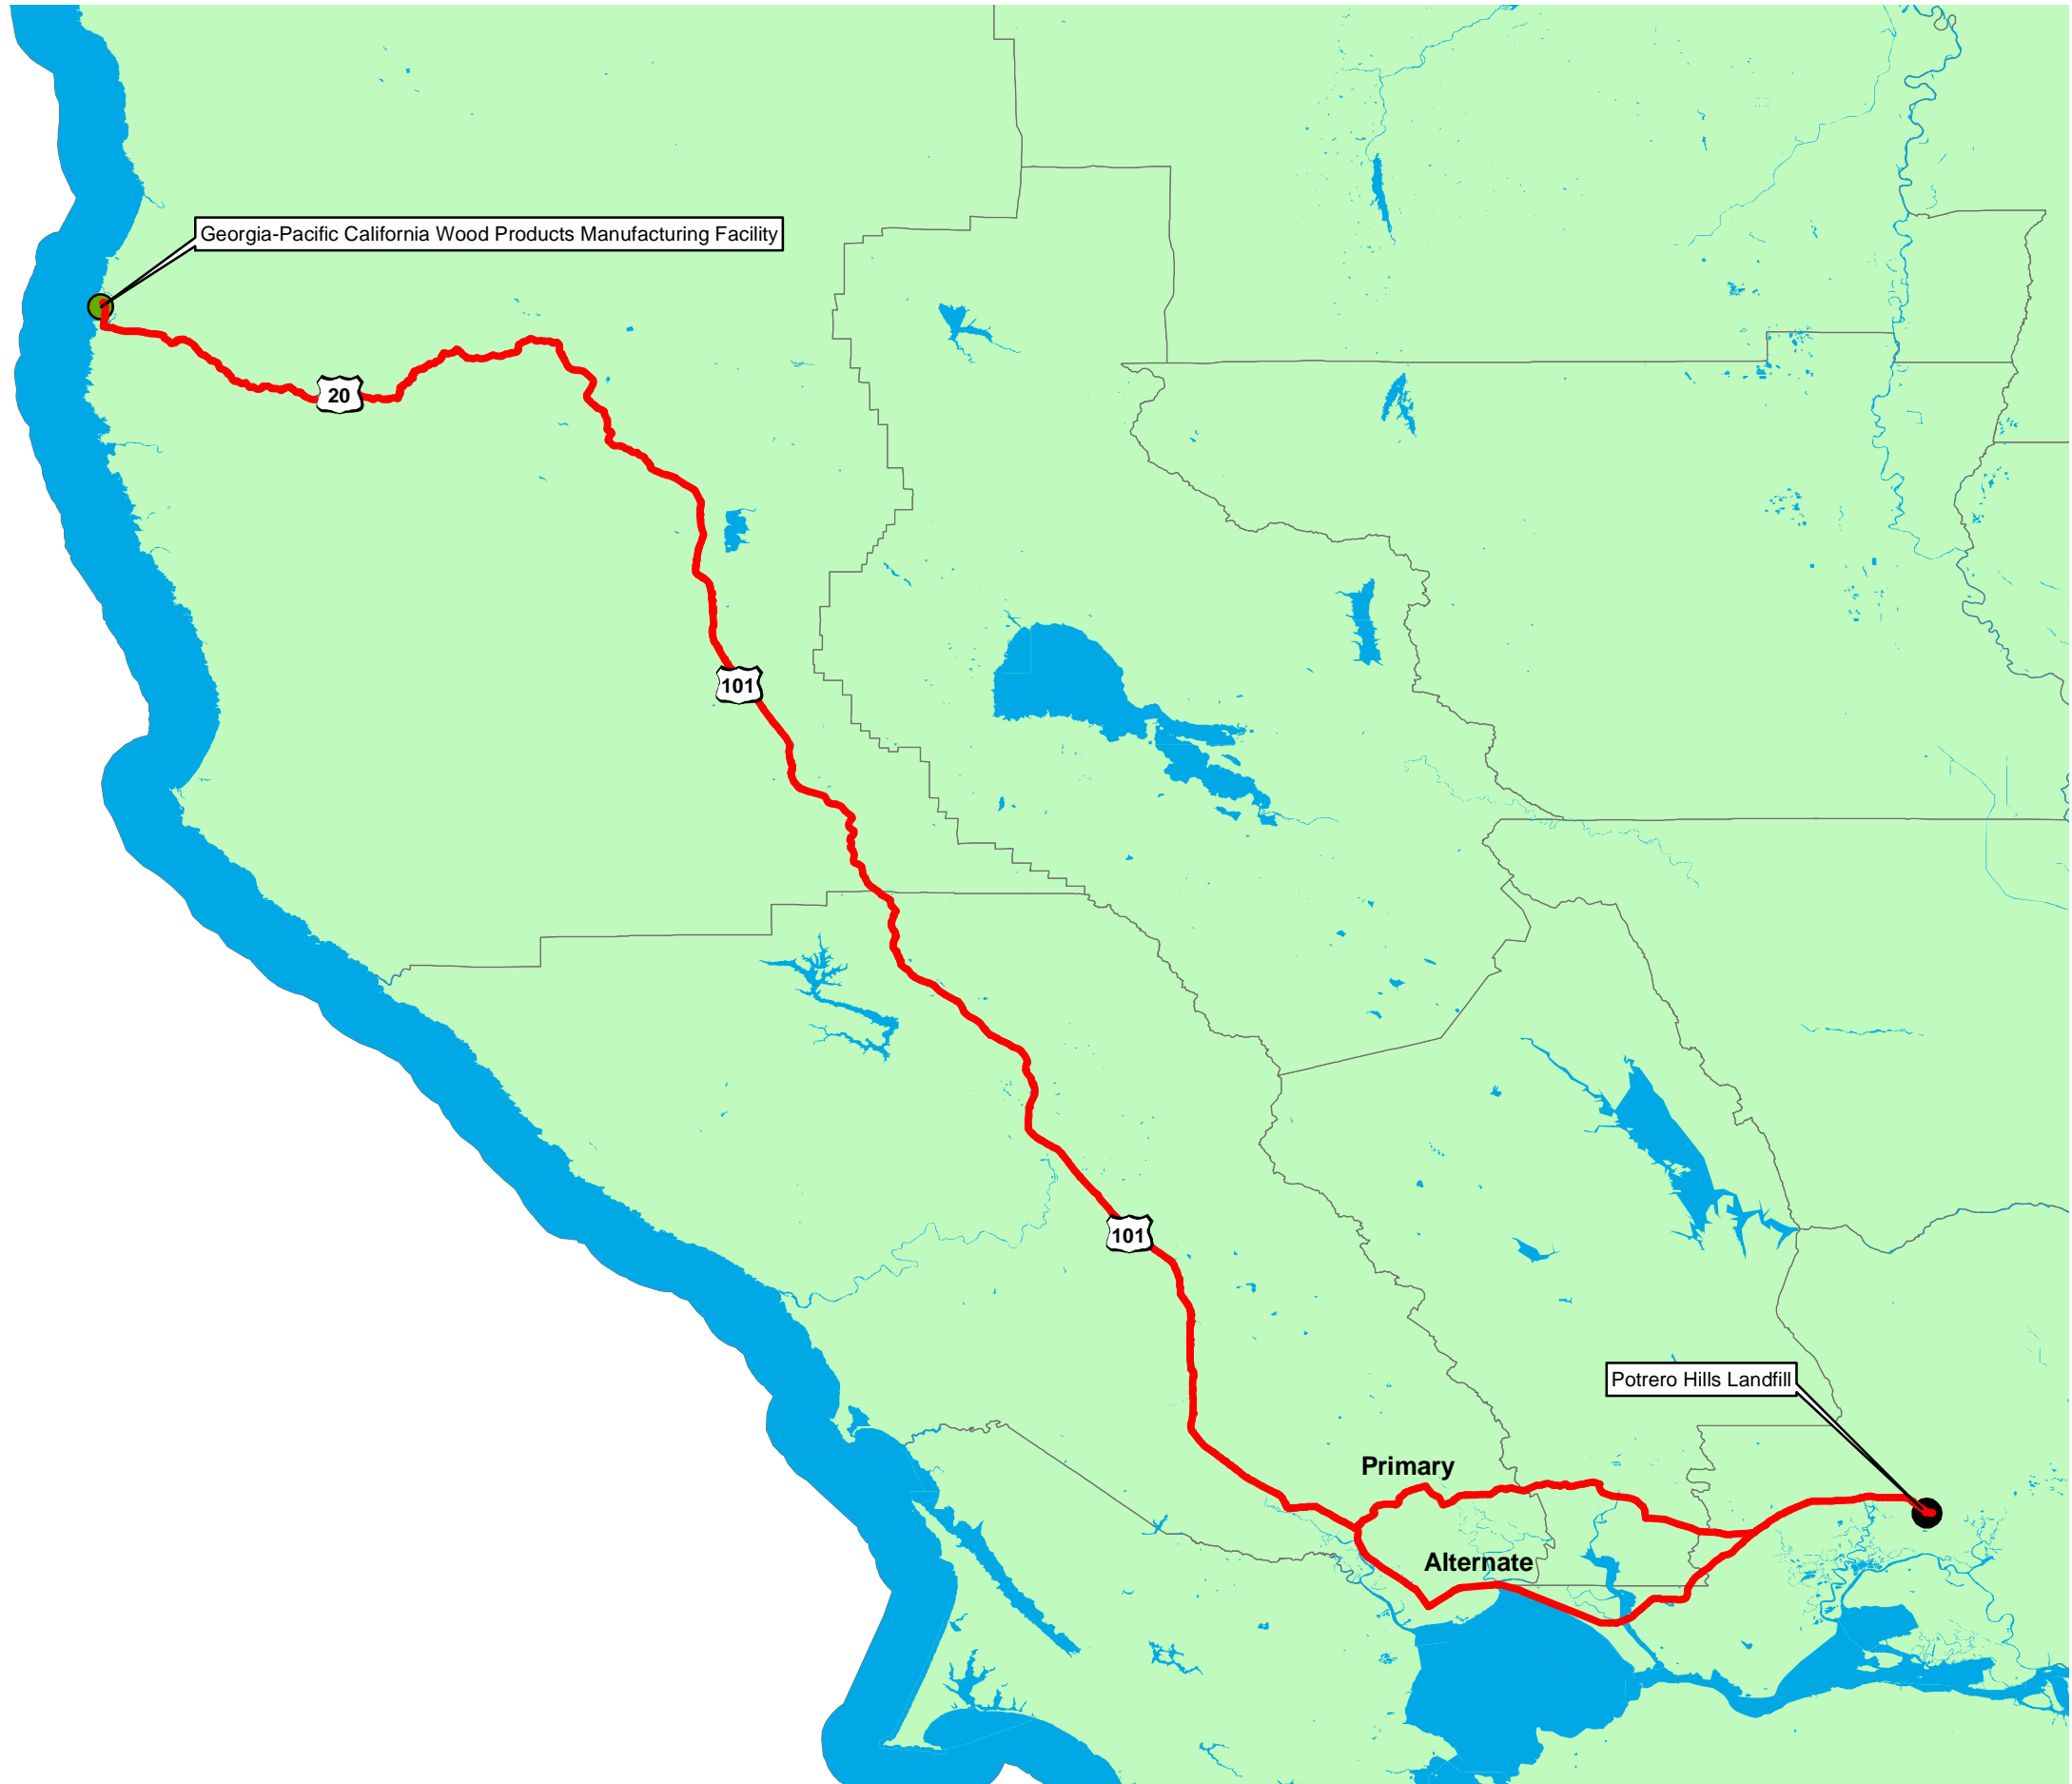 Georgia-Pacific California Wood Products Manufacturing Facility
20
101
101
Potrero Hills Landfill
Primary
Alternate